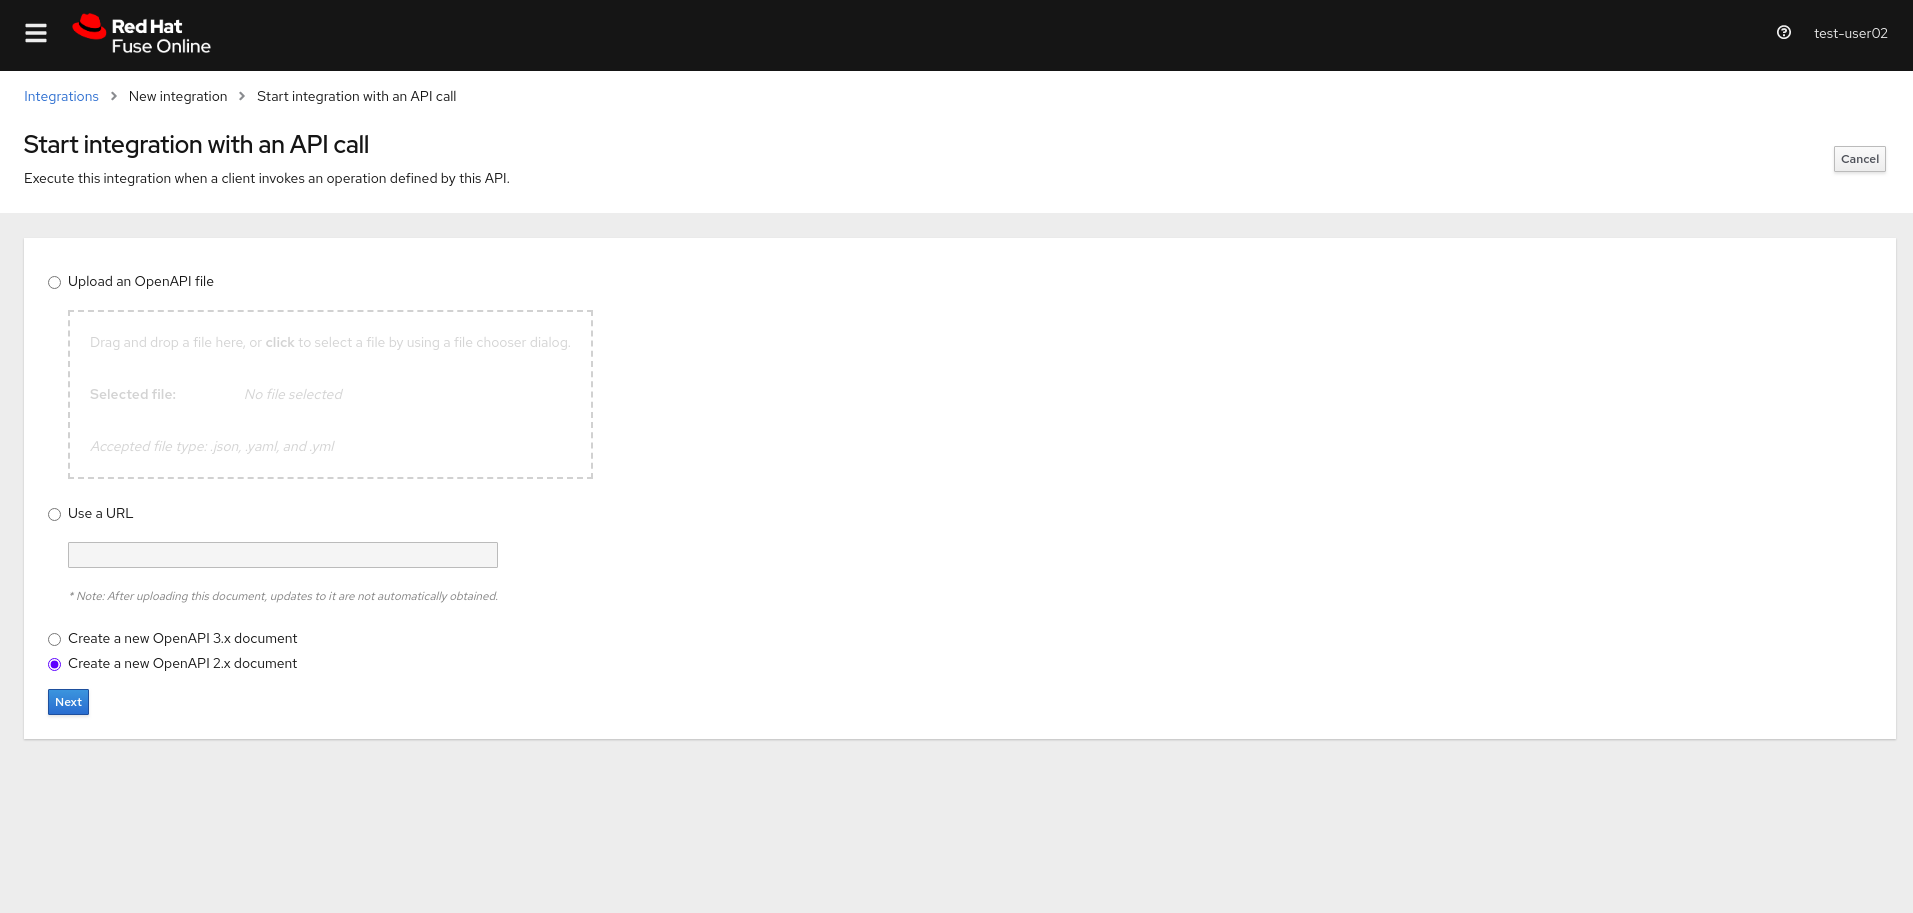 Red Hat
Fuse Online
test-user02
Integrations > New integration > Start integration with an API call
Start integration with an API call
Cancel
Execute this integration when a client invokes an operation defined by this API.
Upload an OpenAPI file
Drag and drop a file here, or click to select a file by using a file chooser dialog.
Selected file: No file selected
Accepted file type: .json, .yaml, and .yml
Use a URL
* Note: After uploading this document, updates to it are not automatically obtained.
Create a new OpenAPI 3.x document
Create a new OpenAPI 2.x document
Next